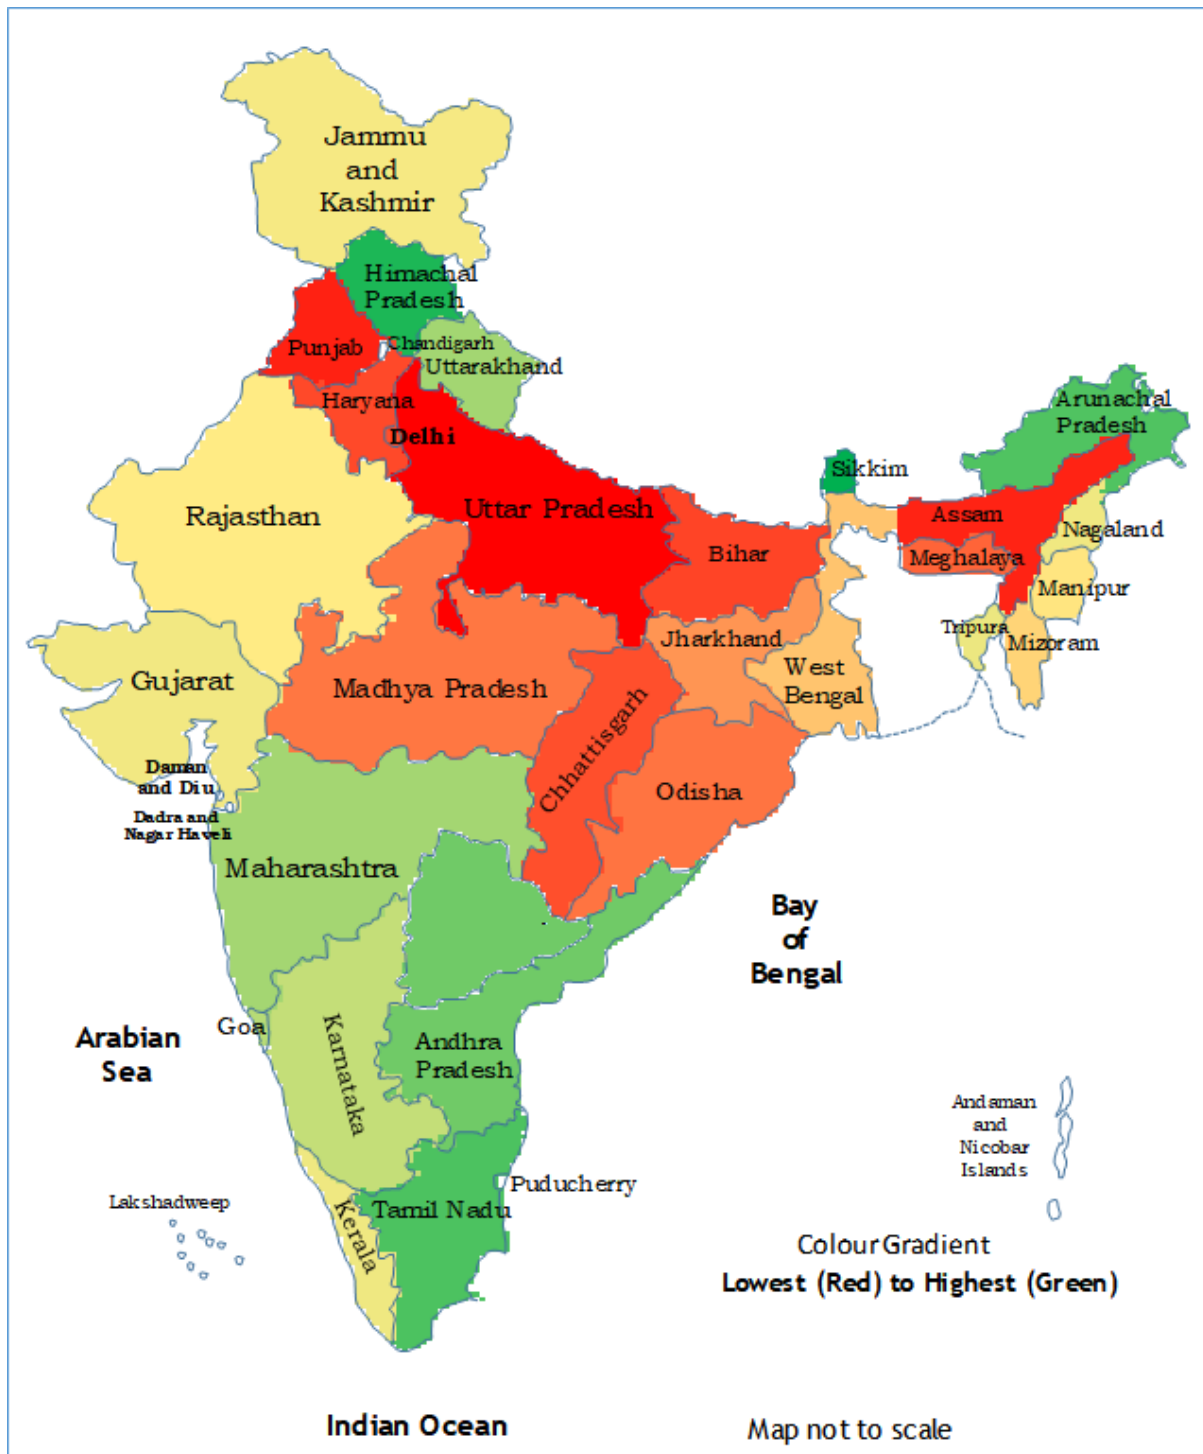 Jammu
and
Kashmir
Himachal
Pradesh
Punjab
Chandigarh
Uttarakhand
Haryana
Delhi
Arunachal
Pradesh
Sikkim
Rajasthan
Uttar Pradesh
Assam
Nagaland
Bihar
Meghalaya
Manipur
Tripura
Mizoram
Jharkhand
West
Bengal
Gujarat
Madhya Pradesh
Chhattisgarh
Odisha
Daman
and Diu
Dadra and
Nagar Haveli
Maharashtra
Bay
of
Bengal
Goa
Arabian
Sea
Karnataka
Andhra
Pradesh
Andaman
and
Nicobar
Islands
Puducherry
Lakshadweep
Tamil Nadu
Kerala
Colour Gradient
Lowest (Red) to Highest (Green)
Indian Ocean
Map not to scale